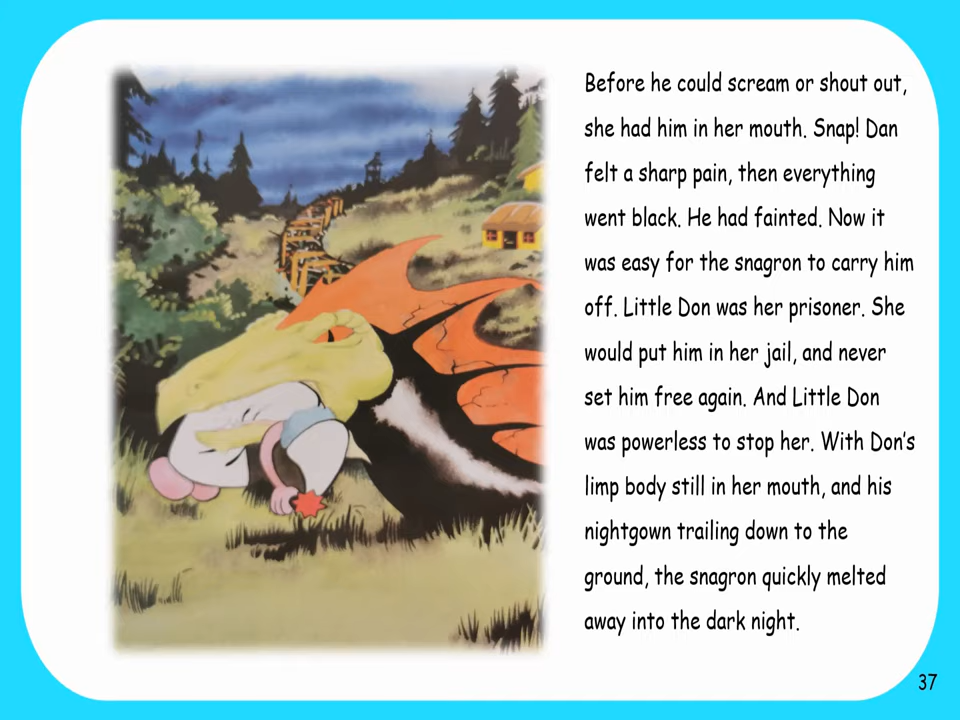 Before he could scream or shout out,
she had him in her mouth. Snap! Dan
felt a sharp pain, then everything
went black. He had fainted. Now it
was easy for the snagron to carry him
off. Little Don was her prisoner. She
would put him in her jail, and never
set him free again. And Little Don
was powerless to stop her. With Don’s
limp body still in her mouth, and his
nightgown trailing down to the
ground, the snagron quickly melted
away into the dark night.
37